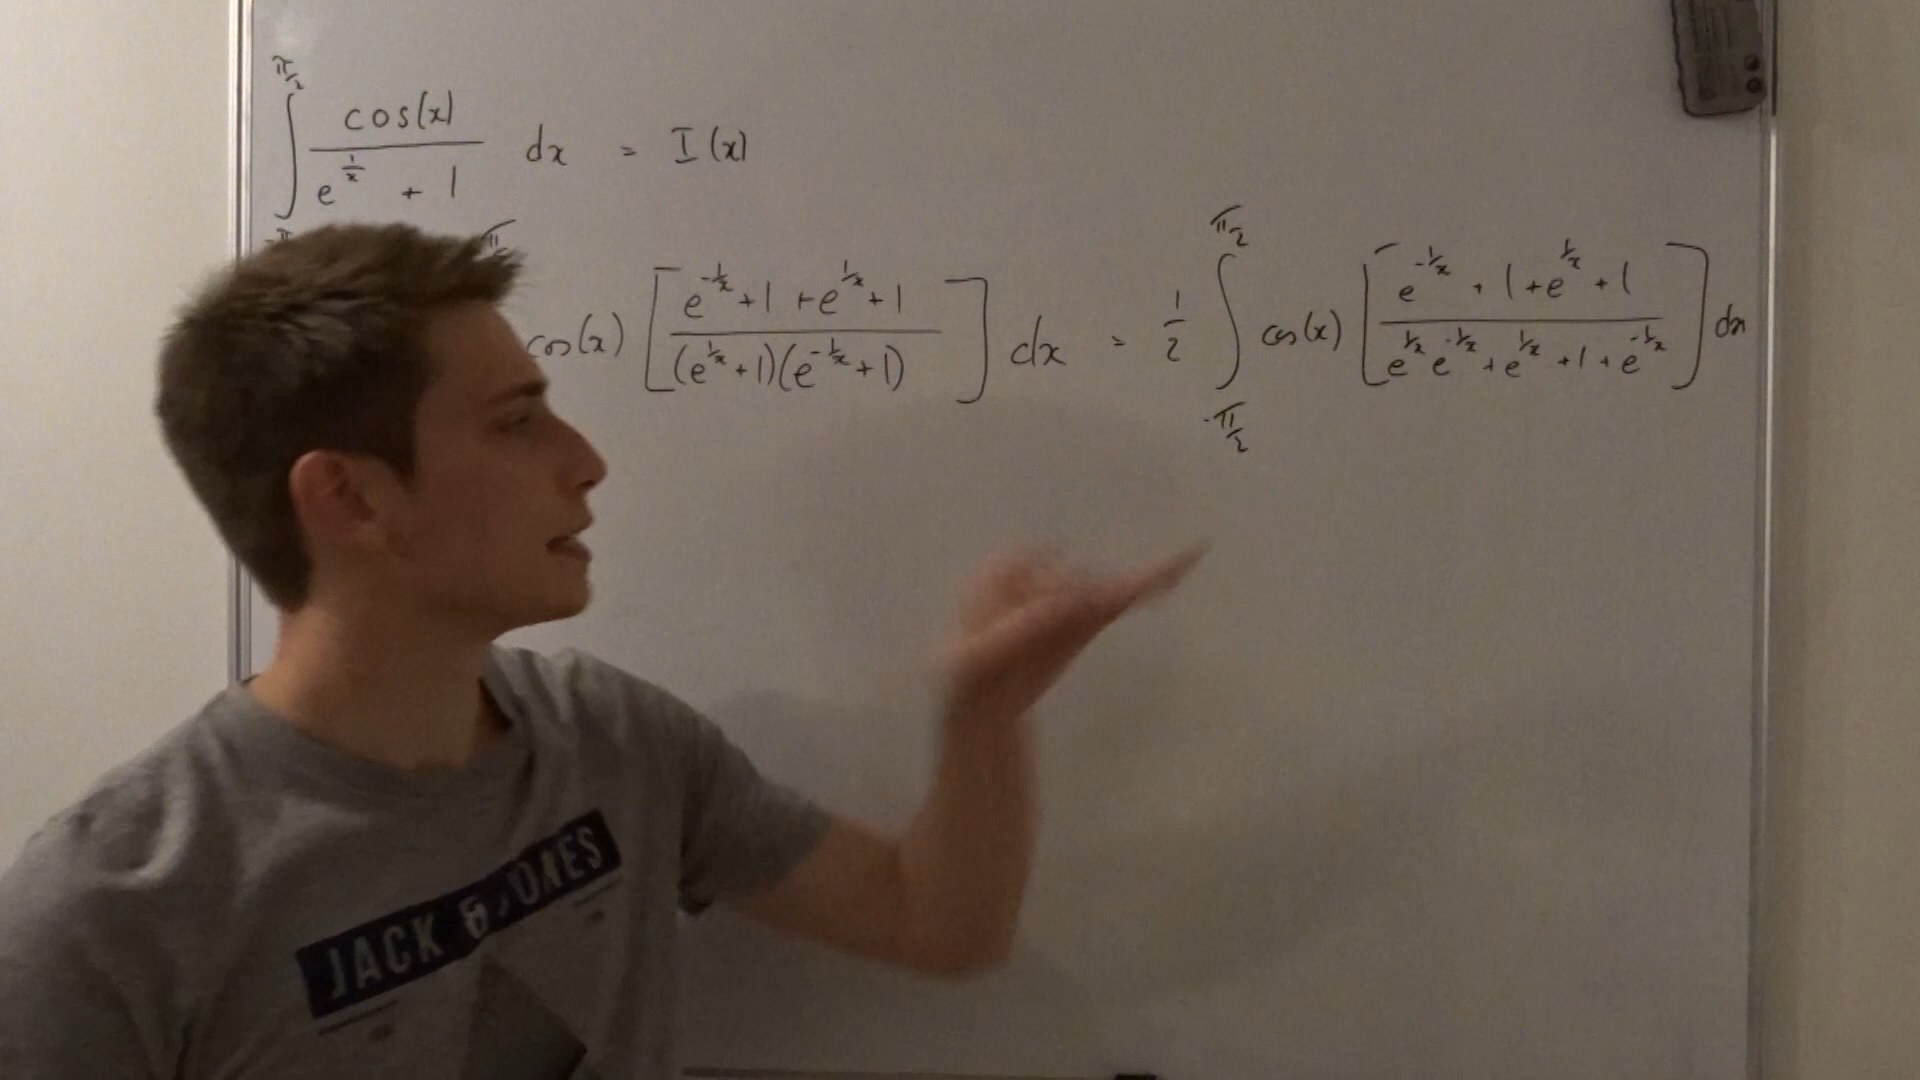 π/2
∫ cos(x) / (e^(1/x) + 1) dx = I(x)
-π
cos(x) [ (e^(-1/x) + 1 + e^(1/x) + 1) / ((e^(1/x) + 1)(e^(-1/x) + 1)) ] dx = 1/2 ∫_(-π/2)^(π/2) cos(x) [ (e^(-1/x) + 1 + e^(1/x) + 1) / (e^(1/x) e^(-1/x) + e^(1/x) + 1 + e^(-1/x)) ] dx
JACK & JONES